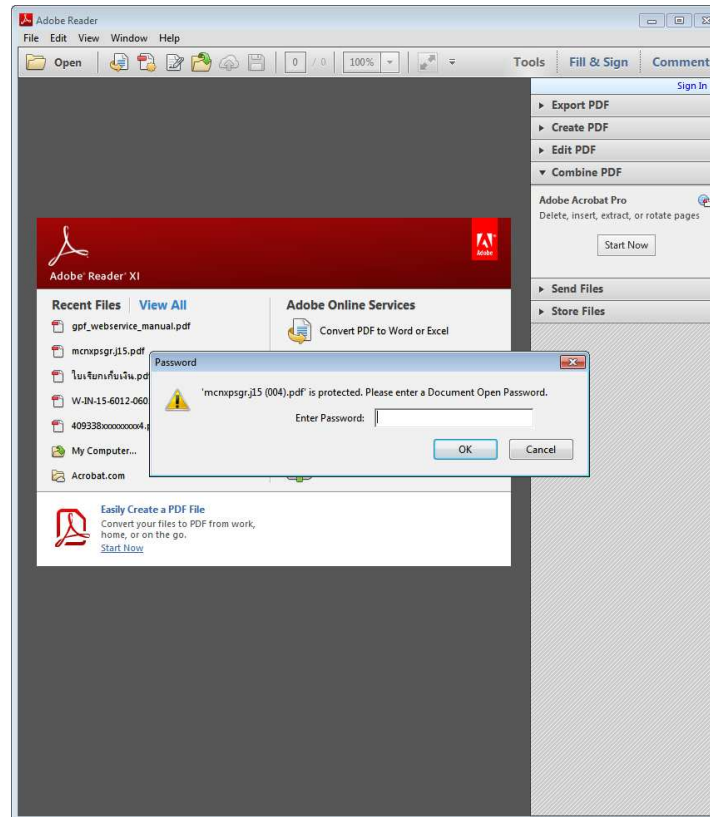 Adobe Reader
File Edit View Window Help
Open 0 / 0 100% Tools Fill & Sign Comment
Sign In
Export PDF
Create PDF
Edit PDF
Combine PDF
Adobe Acrobat Pro
Delete, insert, extract, or rotate pages
Start Now
Send Files
Store Files
Adobe
Adobe® Reader® XI
Recent Files View All
gpf_webservice_manual.pdf
mcnxpsgr.j15.pdf
ใบเรียกเก็บเงิน.pdf
W-IN-15-6012-060
My Computer...
Acrobat.com
Adobe Online Services
Convert PDF to Word or Excel
Password
'mcnxpsgr.j15 (004).pdf' is protected. Please enter a Document Open Password.
Enter Password:
OK Cancel
Easily Create a PDF File
Convert your files to PDF from work,
home, or on the go.
Start Now